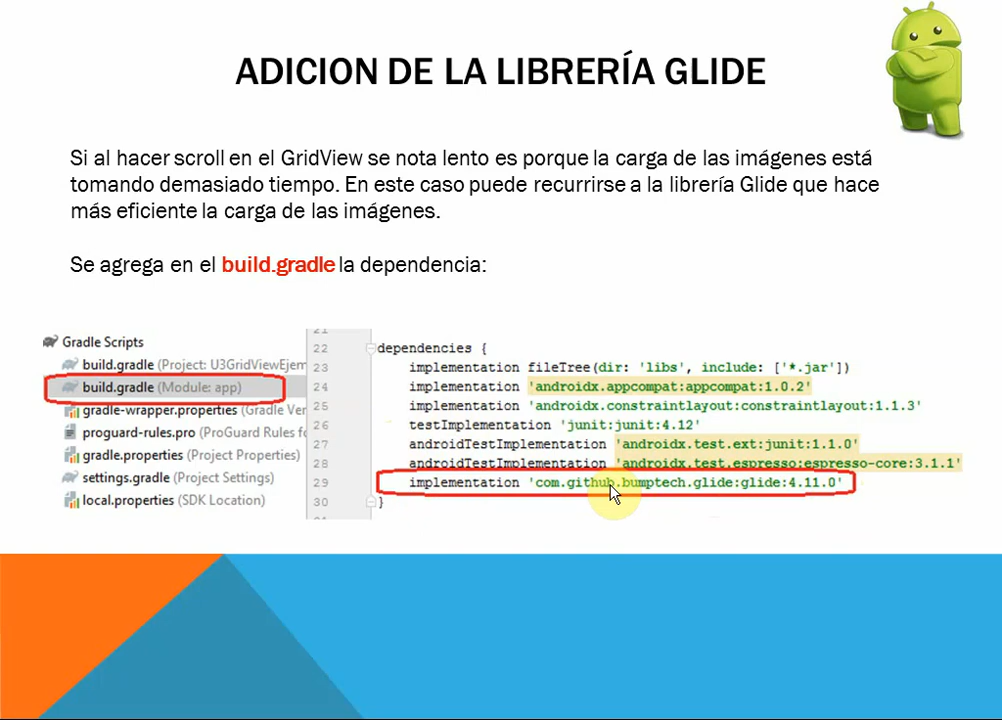 ADICION DE LA LIBRERÍA GLIDE
Si al hacer scroll en el GridView se nota lento es porque la carga de las imágenes está
tomando demasiado tiempo. En este caso puede recurrirse a la librería Glide que hace
más eficiente la carga de las imágenes.
Se agrega en el build.gradle la dependencia:
Gradle Scripts
build.gradle (Project: U3GridViewEjem
build.gradle (Module: app)
gradle-wrapper.properties (Gradle Ver
proguard-rules.pro (ProGuard Rules fo
gradle.properties (Project Properties)
settings.gradle (Project Settings)
local.properties (SDK Location)
21
22 dependencies {
23 implementation fileTree(dir: 'libs', include: ['*.jar'])
24 implementation 'androidx.appcompat:appcompat:1.0.2'
25 implementation 'androidx.constraintlayout:constraintlayout:1.1.3'
26 testImplementation 'junit:junit:4.12'
27 androidTestImplementation 'androidx.test.ext:junit:1.1.0'
28 androidTestImplementation 'androidx.test.espresso:espresso-core:3.1.1'
29 implementation 'com.github.bumptech.glide:glide:4.11.0'
30 }